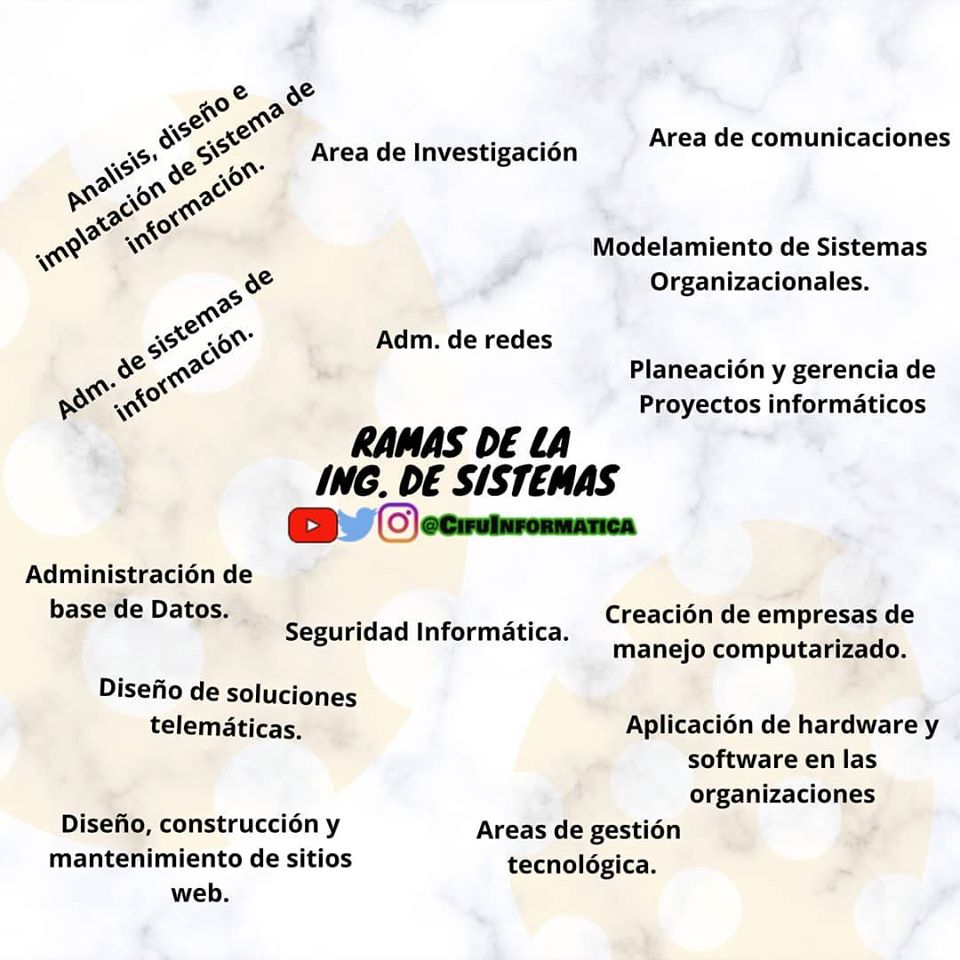 Analisis, diseño e
implatación de Sistema de
información.
Area de Investigación
Area de comunicaciones
Modelamiento de Sistemas
Organizacionales.
Adm. de sistemas de
información.
Adm. de redes
Planeación y gerencia de
Proyectos informáticos
RAMAS DE LA
ING. DE SISTEMAS
@CIFUINFORMATICA
Administración de
base de Datos.
Seguridad Informática.
Creación de empresas de
manejo computarizado.
Diseño de soluciones
telemáticas.
Aplicación de hardware y
software en las
organizaciones
Diseño, construcción y
mantenimiento de sitios
web.
Areas de gestión
tecnológica.